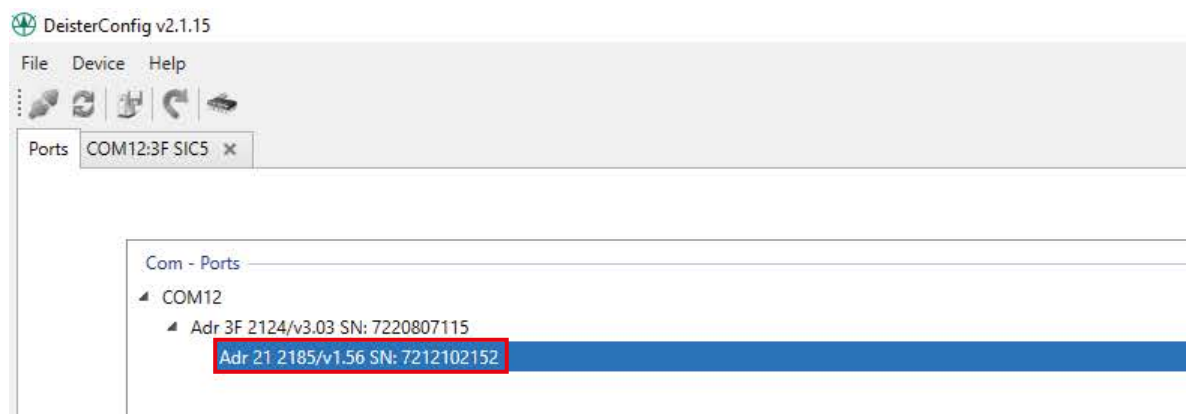 DeisterConfig v2.1.15
File Device Help
Ports COM12:3F SIC5
Com - Ports
COM12
Adr 3F 2124/v3.03 SN: 7220807115
Adr 21 2185/v1.56 SN: 7212102152